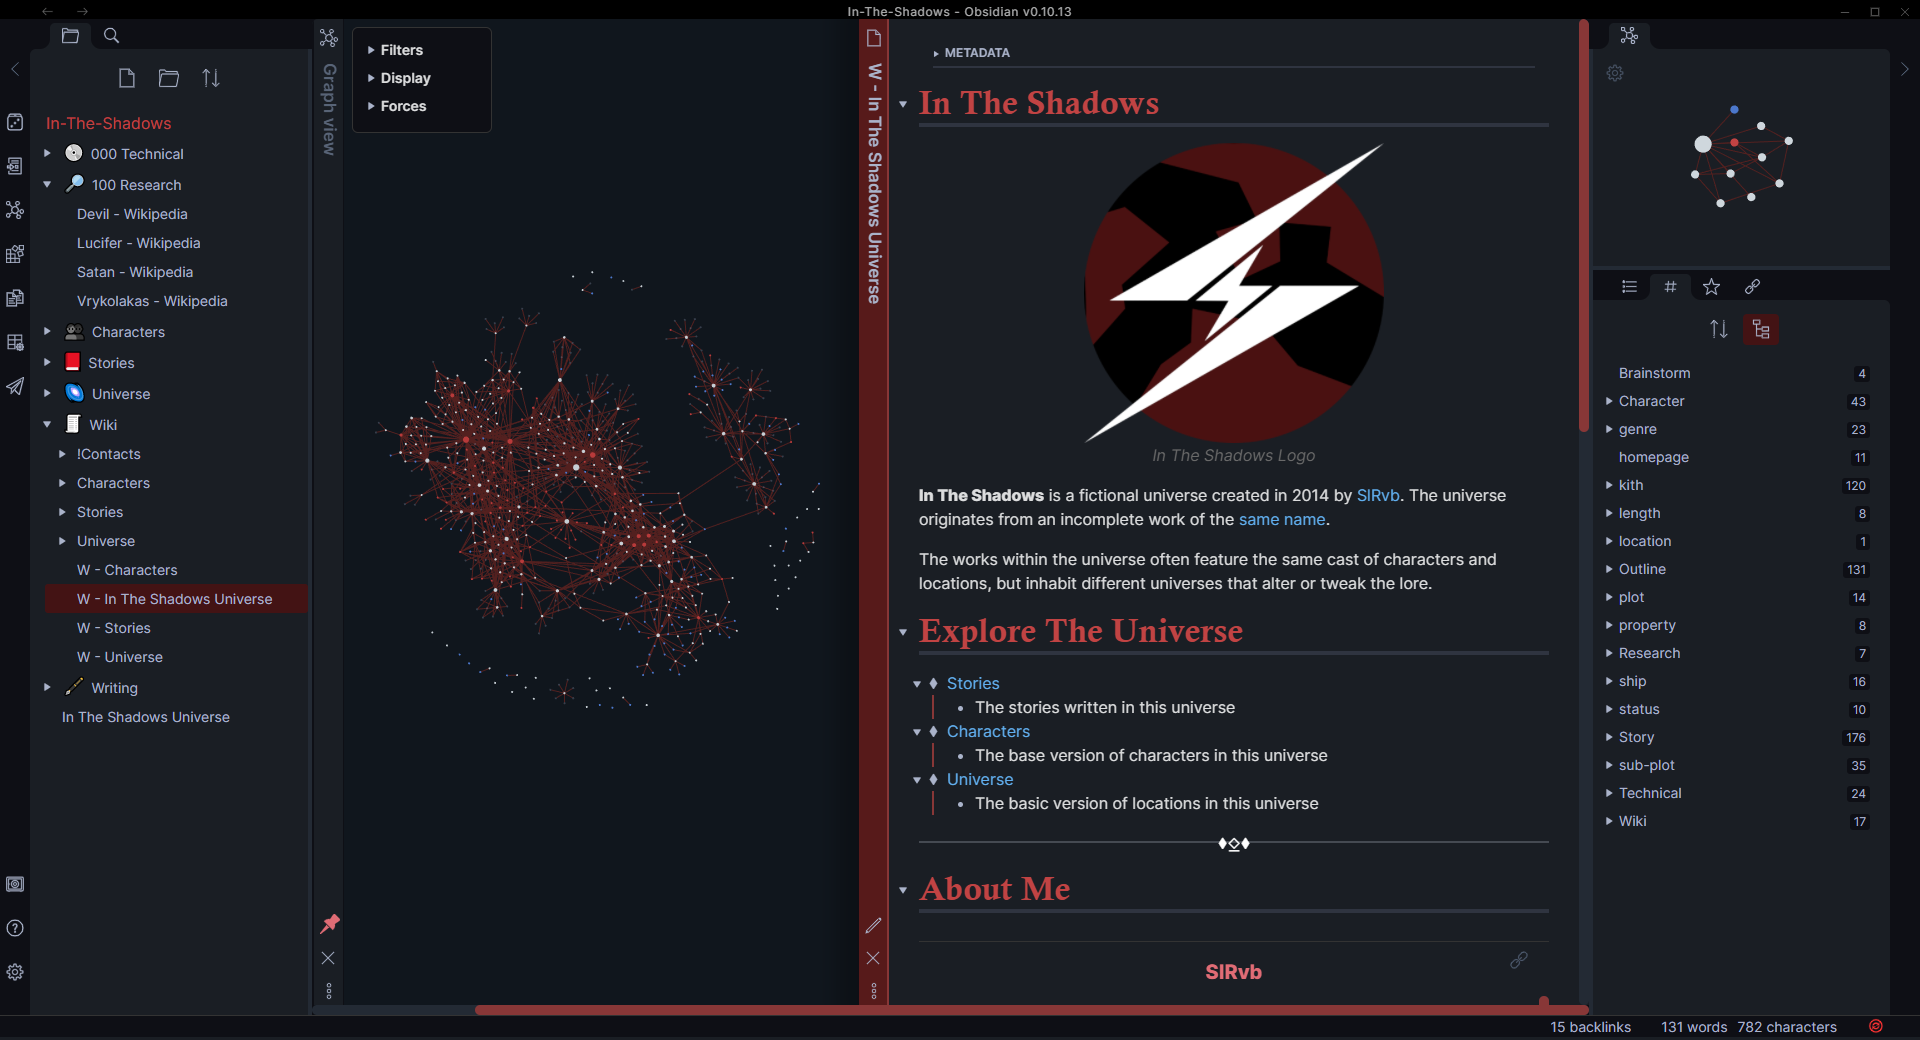 In-The-Shadows - Obsidian v0.10.13
In-The-Shadows
000 Technical
100 Research
Devil - Wikipedia
Lucifer - Wikipedia
Satan - Wikipedia
Vrykolakas - Wikipedia
Characters
Stories
Universe
Wiki
!Contacts
Characters
Stories
Universe
W - Characters
W - In The Shadows Universe
W - Stories
W - Universe
Writing
In The Shadows Universe
Graph view
Filters
Display
Forces
W - In The Shadows Universe
METADATA
In The Shadows
In The Shadows Logo
In The Shadows is a fictional universe created in 2014 by SIRvb. The universe
originates from an incomplete work of the same name.
The works within the universe often feature the same cast of characters and
locations, but inhabit different universes that alter or tweak the lore.
Explore The Universe
Stories
The stories written in this universe
Characters
The base version of characters in this universe
Universe
The basic version of locations in this universe
About Me
SIRvb
Brainstorm 4
Character 43
genre 23
homepage 11
kith 120
length 8
location 1
Outline 131
plot 14
property 8
Research 7
ship 16
status 10
Story 176
sub-plot 35
Technical 24
Wiki 17
15 backlinks 131 words 782 characters